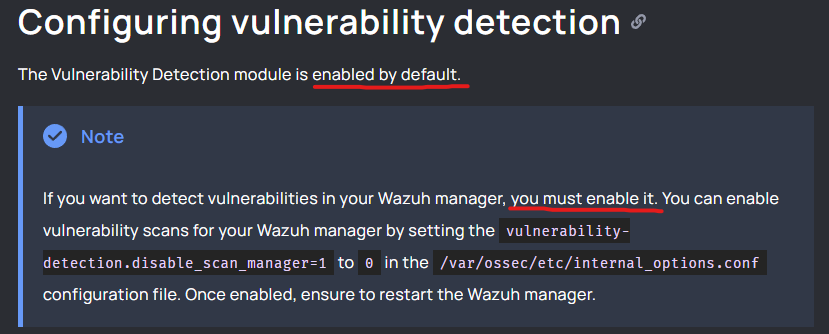 Configuring vulnerability detection
The Vulnerability Detection module is enabled by default.
Note
If you want to detect vulnerabilities in your Wazuh manager, you must enable it. You can enable
vulnerability scans for your Wazuh manager by setting the vulnerability-
detection.disable_scan_manager=1 to 0 in the /var/ossec/etc/internal_options.conf
configuration file. Once enabled, ensure to restart the Wazuh manager.